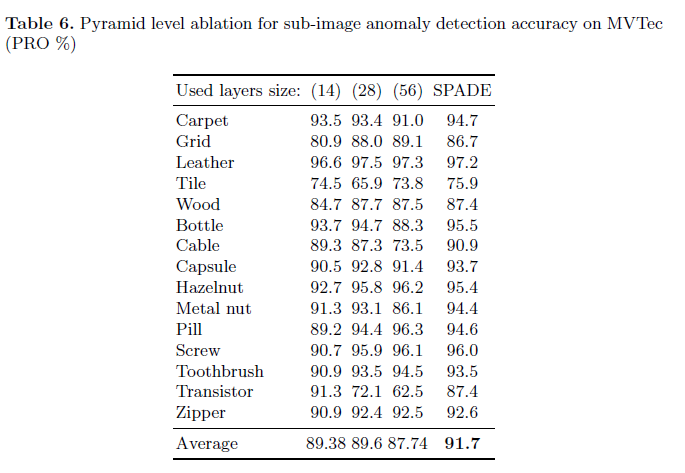 Table 6. Pyramid level ablation for sub-image anomaly detection accuracy on MVTec
(PRO %)
Used layers size: (14) (28) (56) SPADE
Carpet 93.5 93.4 91.0 94.7
Grid 80.9 88.0 89.1 86.7
Leather 96.6 97.5 97.3 97.2
Tile 74.5 65.9 73.8 75.9
Wood 84.7 87.7 87.5 87.4
Bottle 93.7 94.7 88.3 95.5
Cable 89.3 87.3 73.5 90.9
Capsule 90.5 92.8 91.4 93.7
Hazelnut 92.7 95.8 96.2 95.4
Metal nut 91.3 93.1 86.1 94.4
Pill 89.2 94.4 96.3 94.6
Screw 90.7 95.9 96.1 96.0
Toothbrush 90.9 93.5 94.5 93.5
Transistor 91.3 72.1 62.5 87.4
Zipper 90.9 92.4 92.5 92.6
Average 89.38 89.6 87.74 91.7